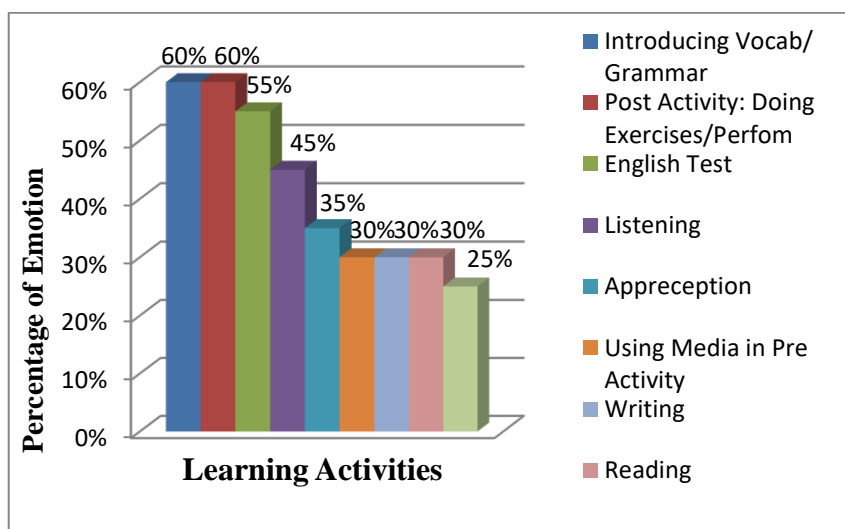 60% 60%
55%
45%
35%
30% 30% 30%
25%
60%
50%
40%
30%
20%
10%
0%
Percentage of Emotion
Learning Activities
Introducing Vocab/
Grammar
Post Activity: Doing
Exercises/Perfom
English Test
Listening
Appreception
Using Media in Pre
Activity
Writing
Reading